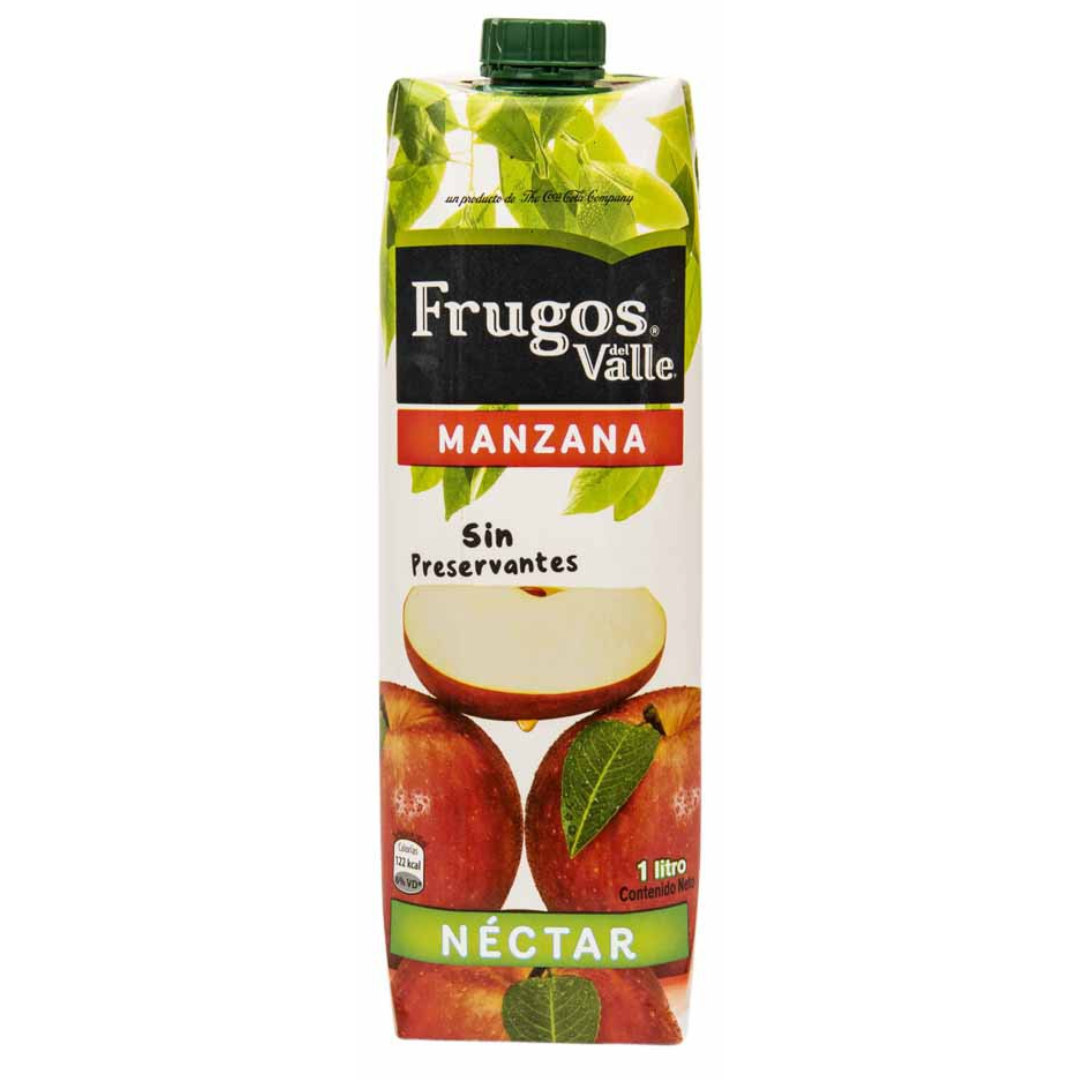 un producto de The Coca-Cola Company
Frugos®
del
Valle
MANZANA
Sin
Preservantes
Calorías
122 kcal
6% VD*
1 litro
Contenido Neto
NÉCTAR